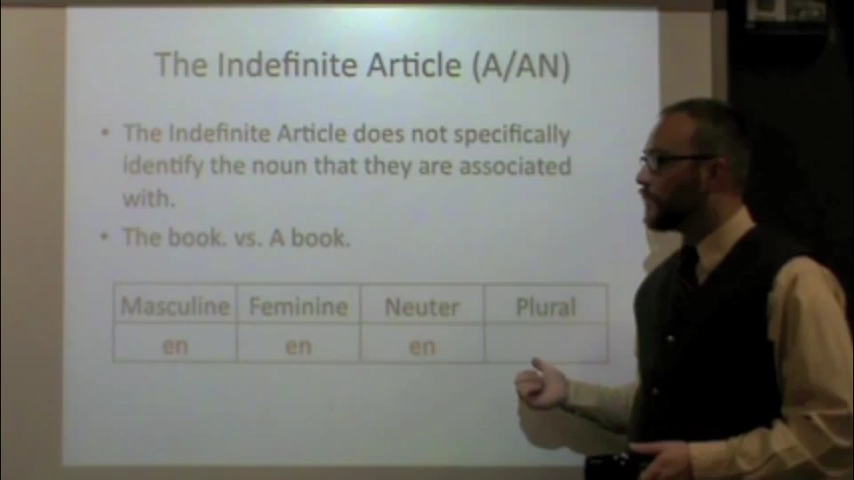 The Indefinite Article (A/AN)
• The Indefinite Article does not specifically
identify the noun that they are associated
with.
• The book. vs. A book.
Masculine Feminine Neuter Plural
en en en